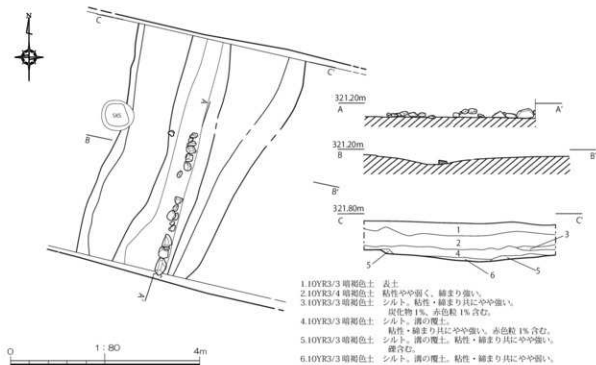 N
C
C'
SK5
A'
B
B'
A
321.20m
A A'
321.20m
B B'
321.80m
C C'
1
2
3
4
5
6
5
1.10YR3/3 暗褐色土 表土
2.10YR3/4 暗褐色土 粘性やや弱く、締まり強い。
3.10YR3/3 暗褐色土 シルト。粘性・締まり共にやや強い。
炭化物 1%、赤色粒 1% 含む。
4.10YR3/3 暗褐色土 シルト。溝の覆土。
粘性・締まり共にやや強い。赤色粒 1% 含む。
5.10YR3/3 暗褐色土 シルト。溝の覆土。粘性・締まり共にやや強い。
礫含む。
6.10YR3/3 暗褐色土 シルト。溝の覆土。粘性・締まり共にやや弱い。
0 1:80 4m